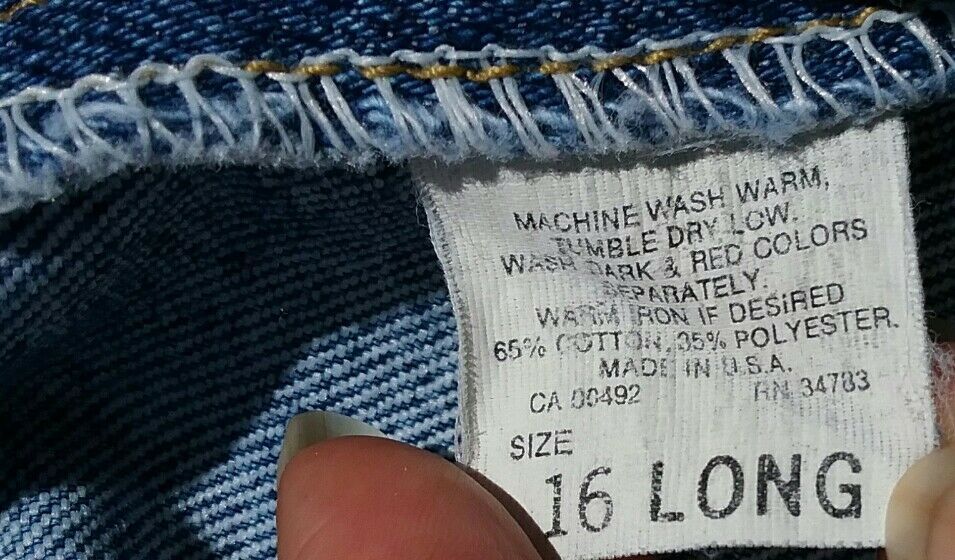 MACHINE WASH WARM,
TUMBLE DRY LOW.
WASH DARK & RED COLORS
SEPARATELY.
WARM IRON IF DESIRED
65% COTTON, 35% POLYESTER.
MADE IN U.S.A.
CA 00492 RN 34783
SIZE
16 LONG